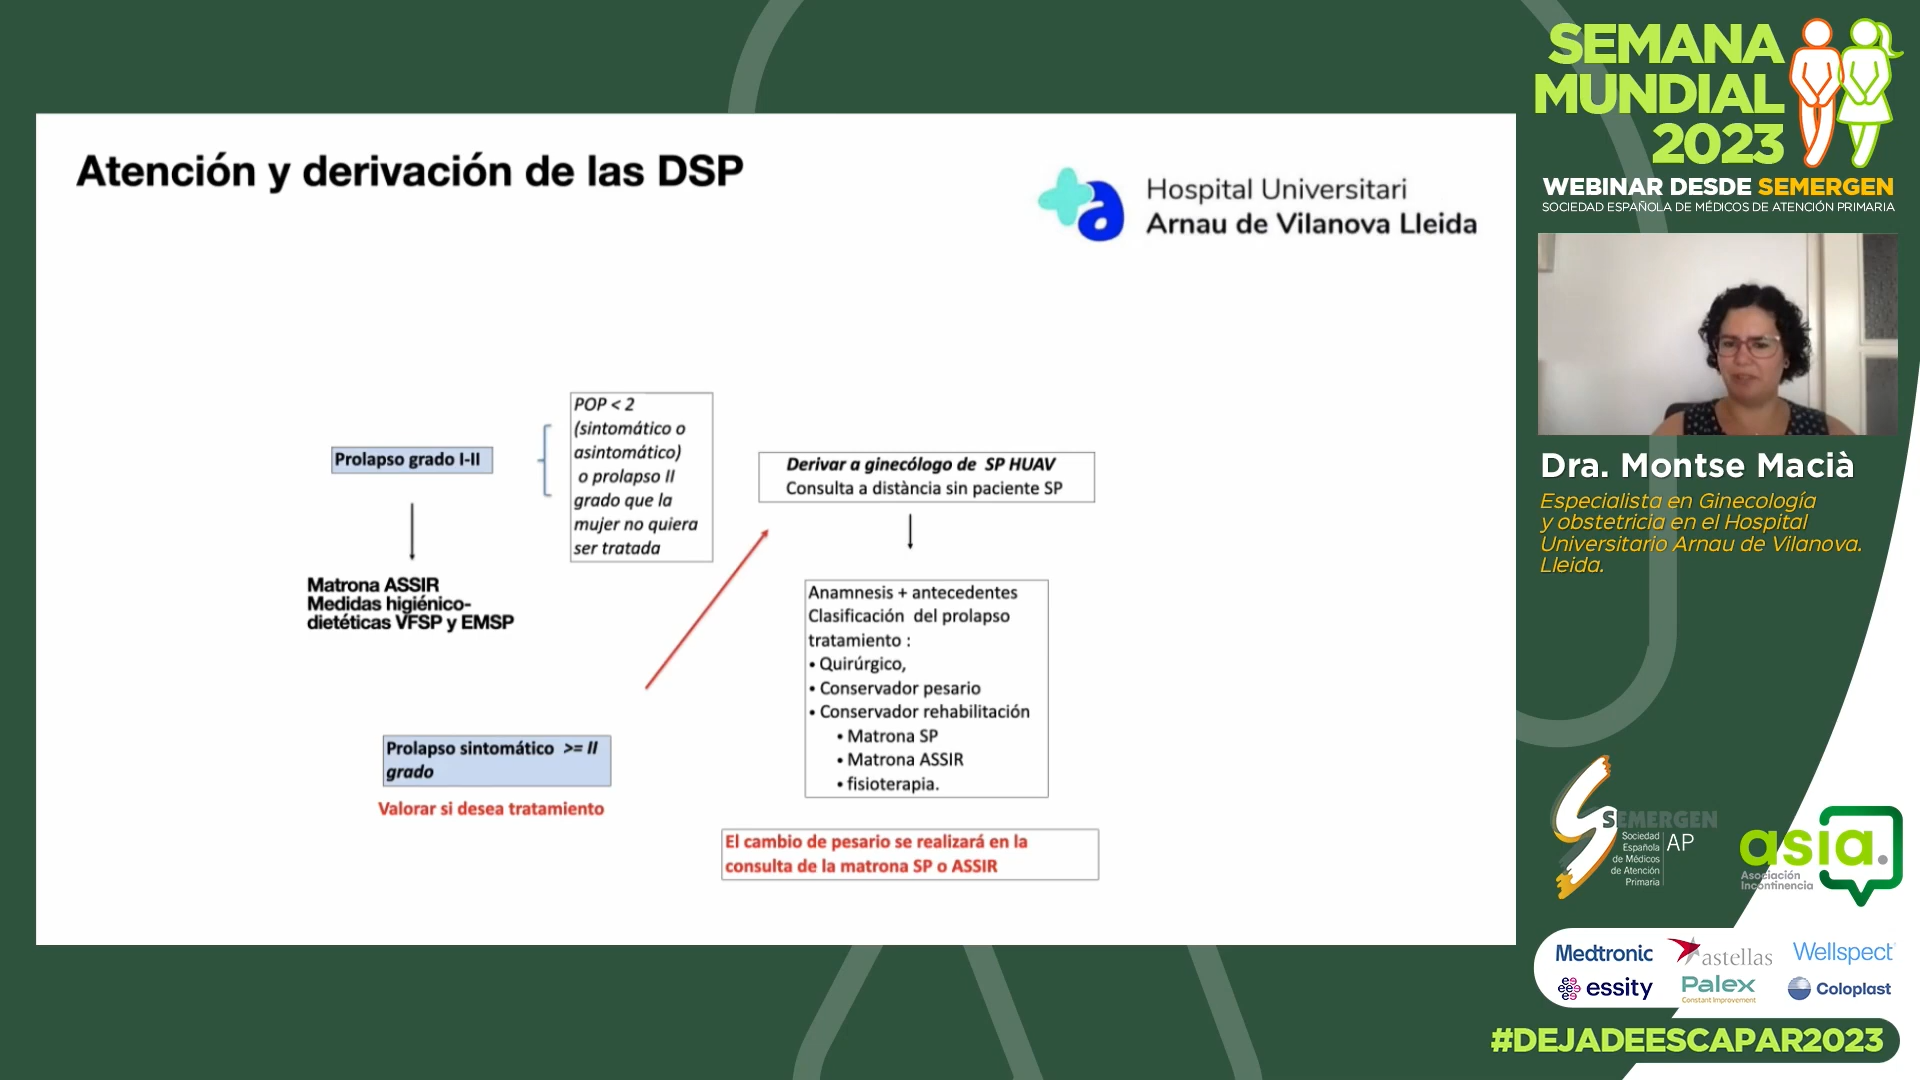 Atención y derivación de las DSP
Hospital Universitari
Arnau de Vilanova Lleida
Prolapso grado I-II
POP < 2
(sintomático o
asintomático)
o prolapso II
grado que la
mujer no quiera
ser tratada
Matrona ASSIR
Medidas higiénico-
dietéticas VFSP y EMSP
Derivar a ginecólogo de SP HUAV
Consulta a distància sin paciente SP
Anamnesis + antecedentes
Clasificación del prolapso
tratamiento :
• Quirúrgico,
• Conservador pesario
• Conservador rehabilitación
• Matrona SP
• Matrona ASSIR
• fisioterapia.
Prolapso sintomático >= II
grado
Valorar si desea tratamiento
El cambio de pesario se realizará en la
consulta de la matrona SP o ASSIR
SEMANA
MUNDIAL
2023
WEBINAR DESDE SEMERGEN
SOCIEDAD ESPAÑOLA DE MÉDICOS DE ATENCIÓN PRIMARIA
Dra. Montse Macià
Especialista en Ginecología
y obstetricia en el Hospital
Universitario Arnau de Vilanova.
Lleida.
SEMERGEN
Sociedad
Española
de Médicos
de Atención
Primaria
AP
asia.
Asociación
Incontinencia
Medtronic
astellas
Wellspect
essity
Palex
Constant Improvement
Coloplast
#DEJADEESCAPAR2023